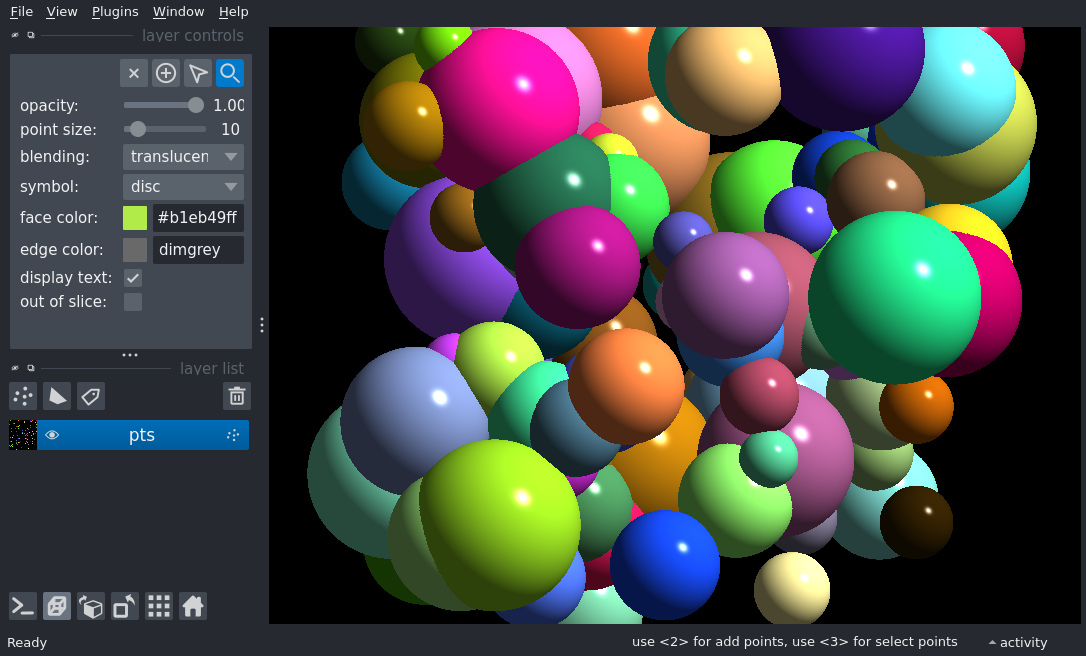 File View Plugins Window Help
layer controls
opacity: 1.00
point size: 10
blending: translucen
symbol: disc
face color: #b1eb49ff
edge color: dimgrey
display text:
out of slice:
layer list
pts
Ready
use <2> for add points, use <3> for select points
activity